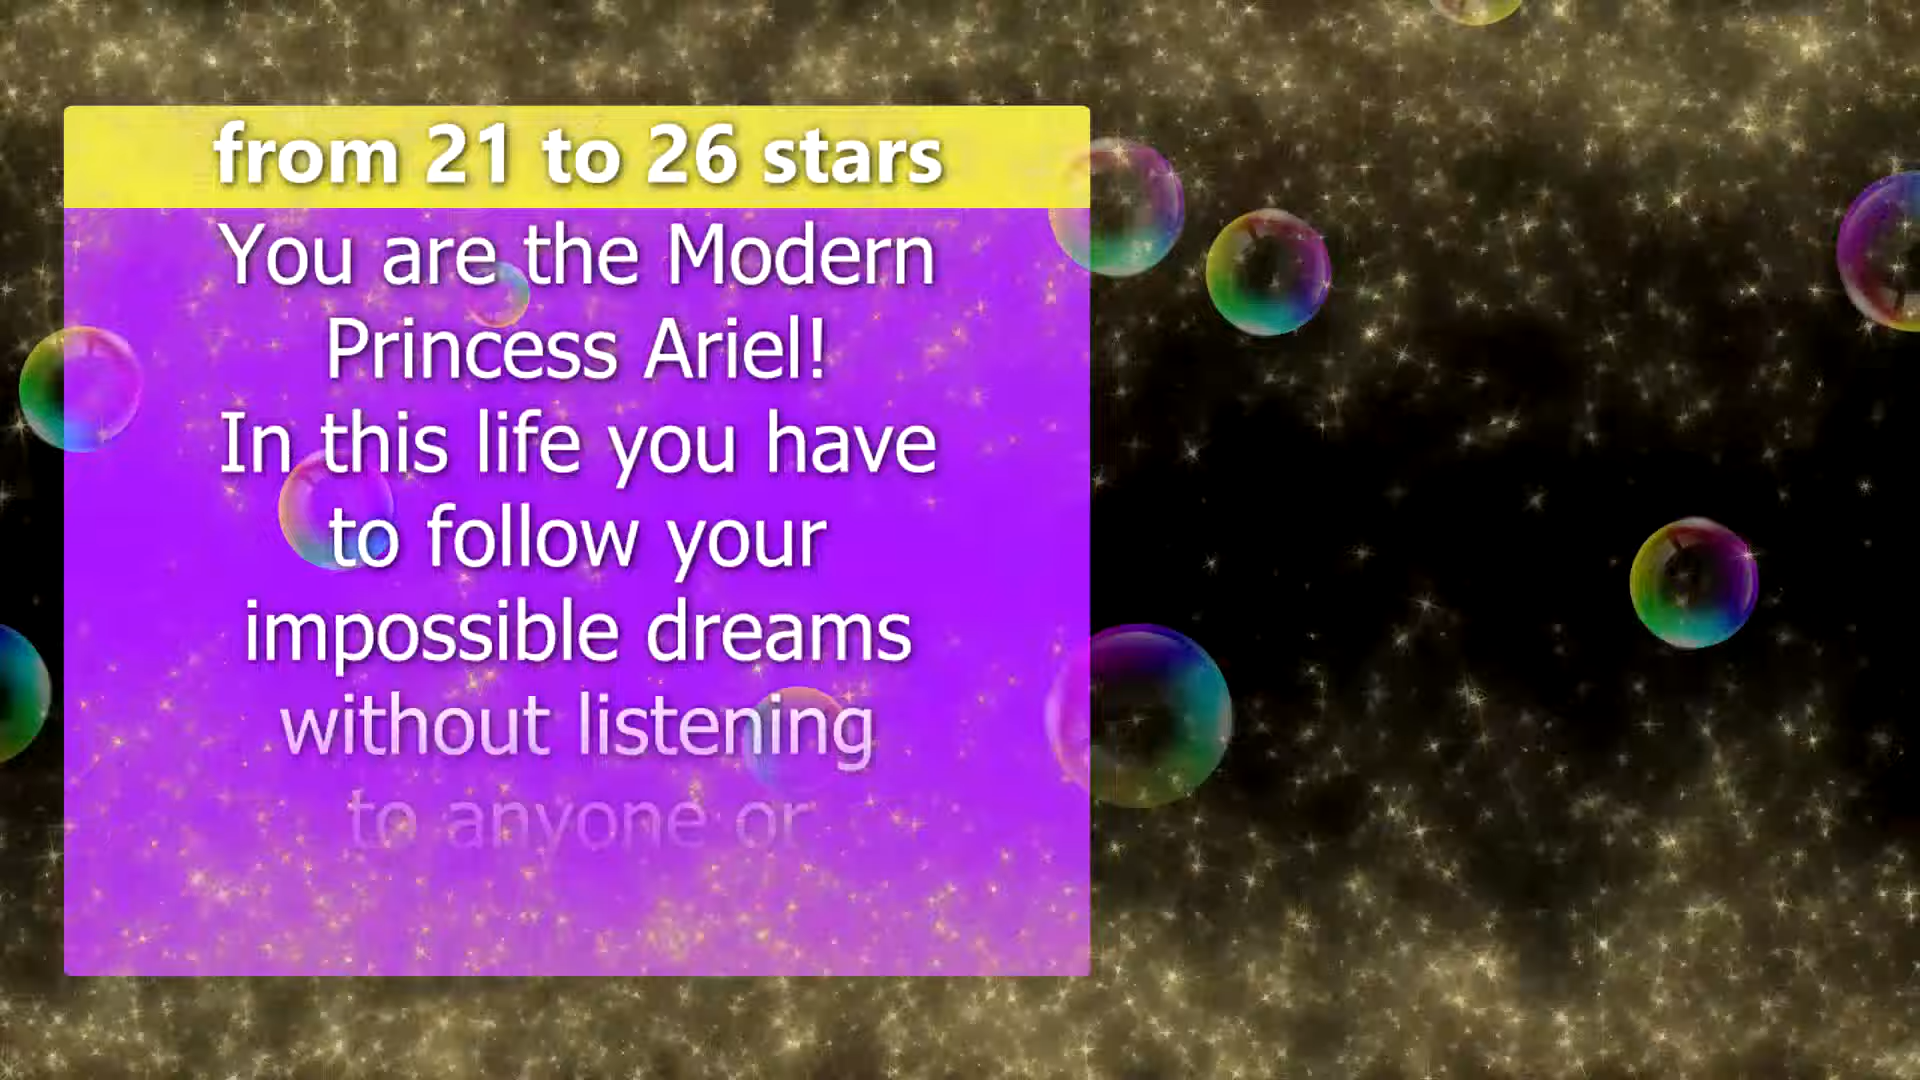 from 21 to 26 stars
You are the Modern
Princess Ariel!
In this life you have
to follow your
impossible dreams
without listening
to anyone or